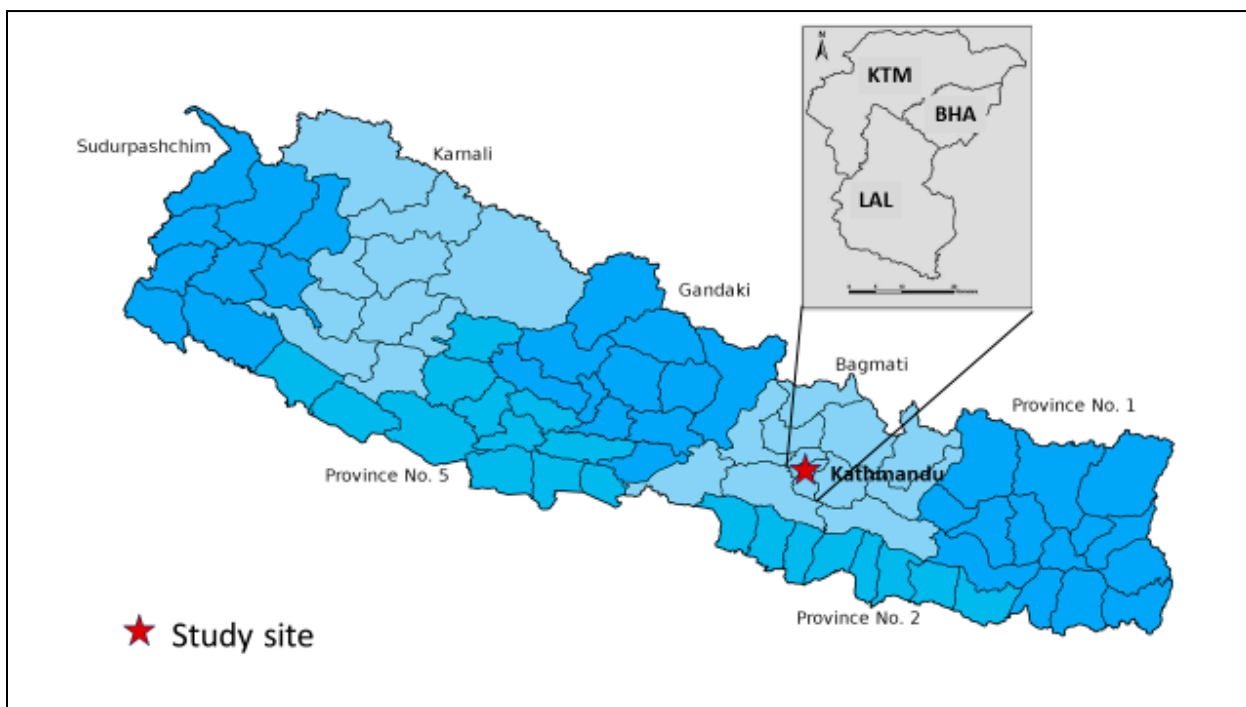 N
KTM
BHA
LAL
Sudurpashchim
Karnali
Gandaki
Bagmati
Province No. 1
Kathmandu
Province No. 5
Province No. 2
Study site